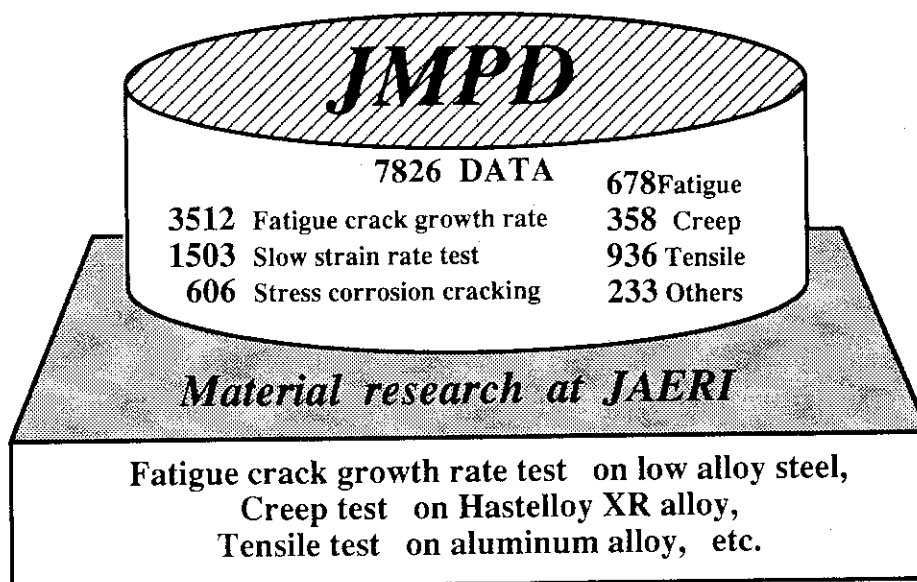 JMPD
7826 DATA
3512 Fatigue crack growth rate
1503 Slow strain rate test
606 Stress corrosion cracking
678 Fatigue
358 Creep
936 Tensile
233 Others
Material research at JAERI
Fatigue crack growth rate test on low alloy steel,
Creep test on Hastelloy XR alloy,
Tensile test on aluminum alloy, etc.